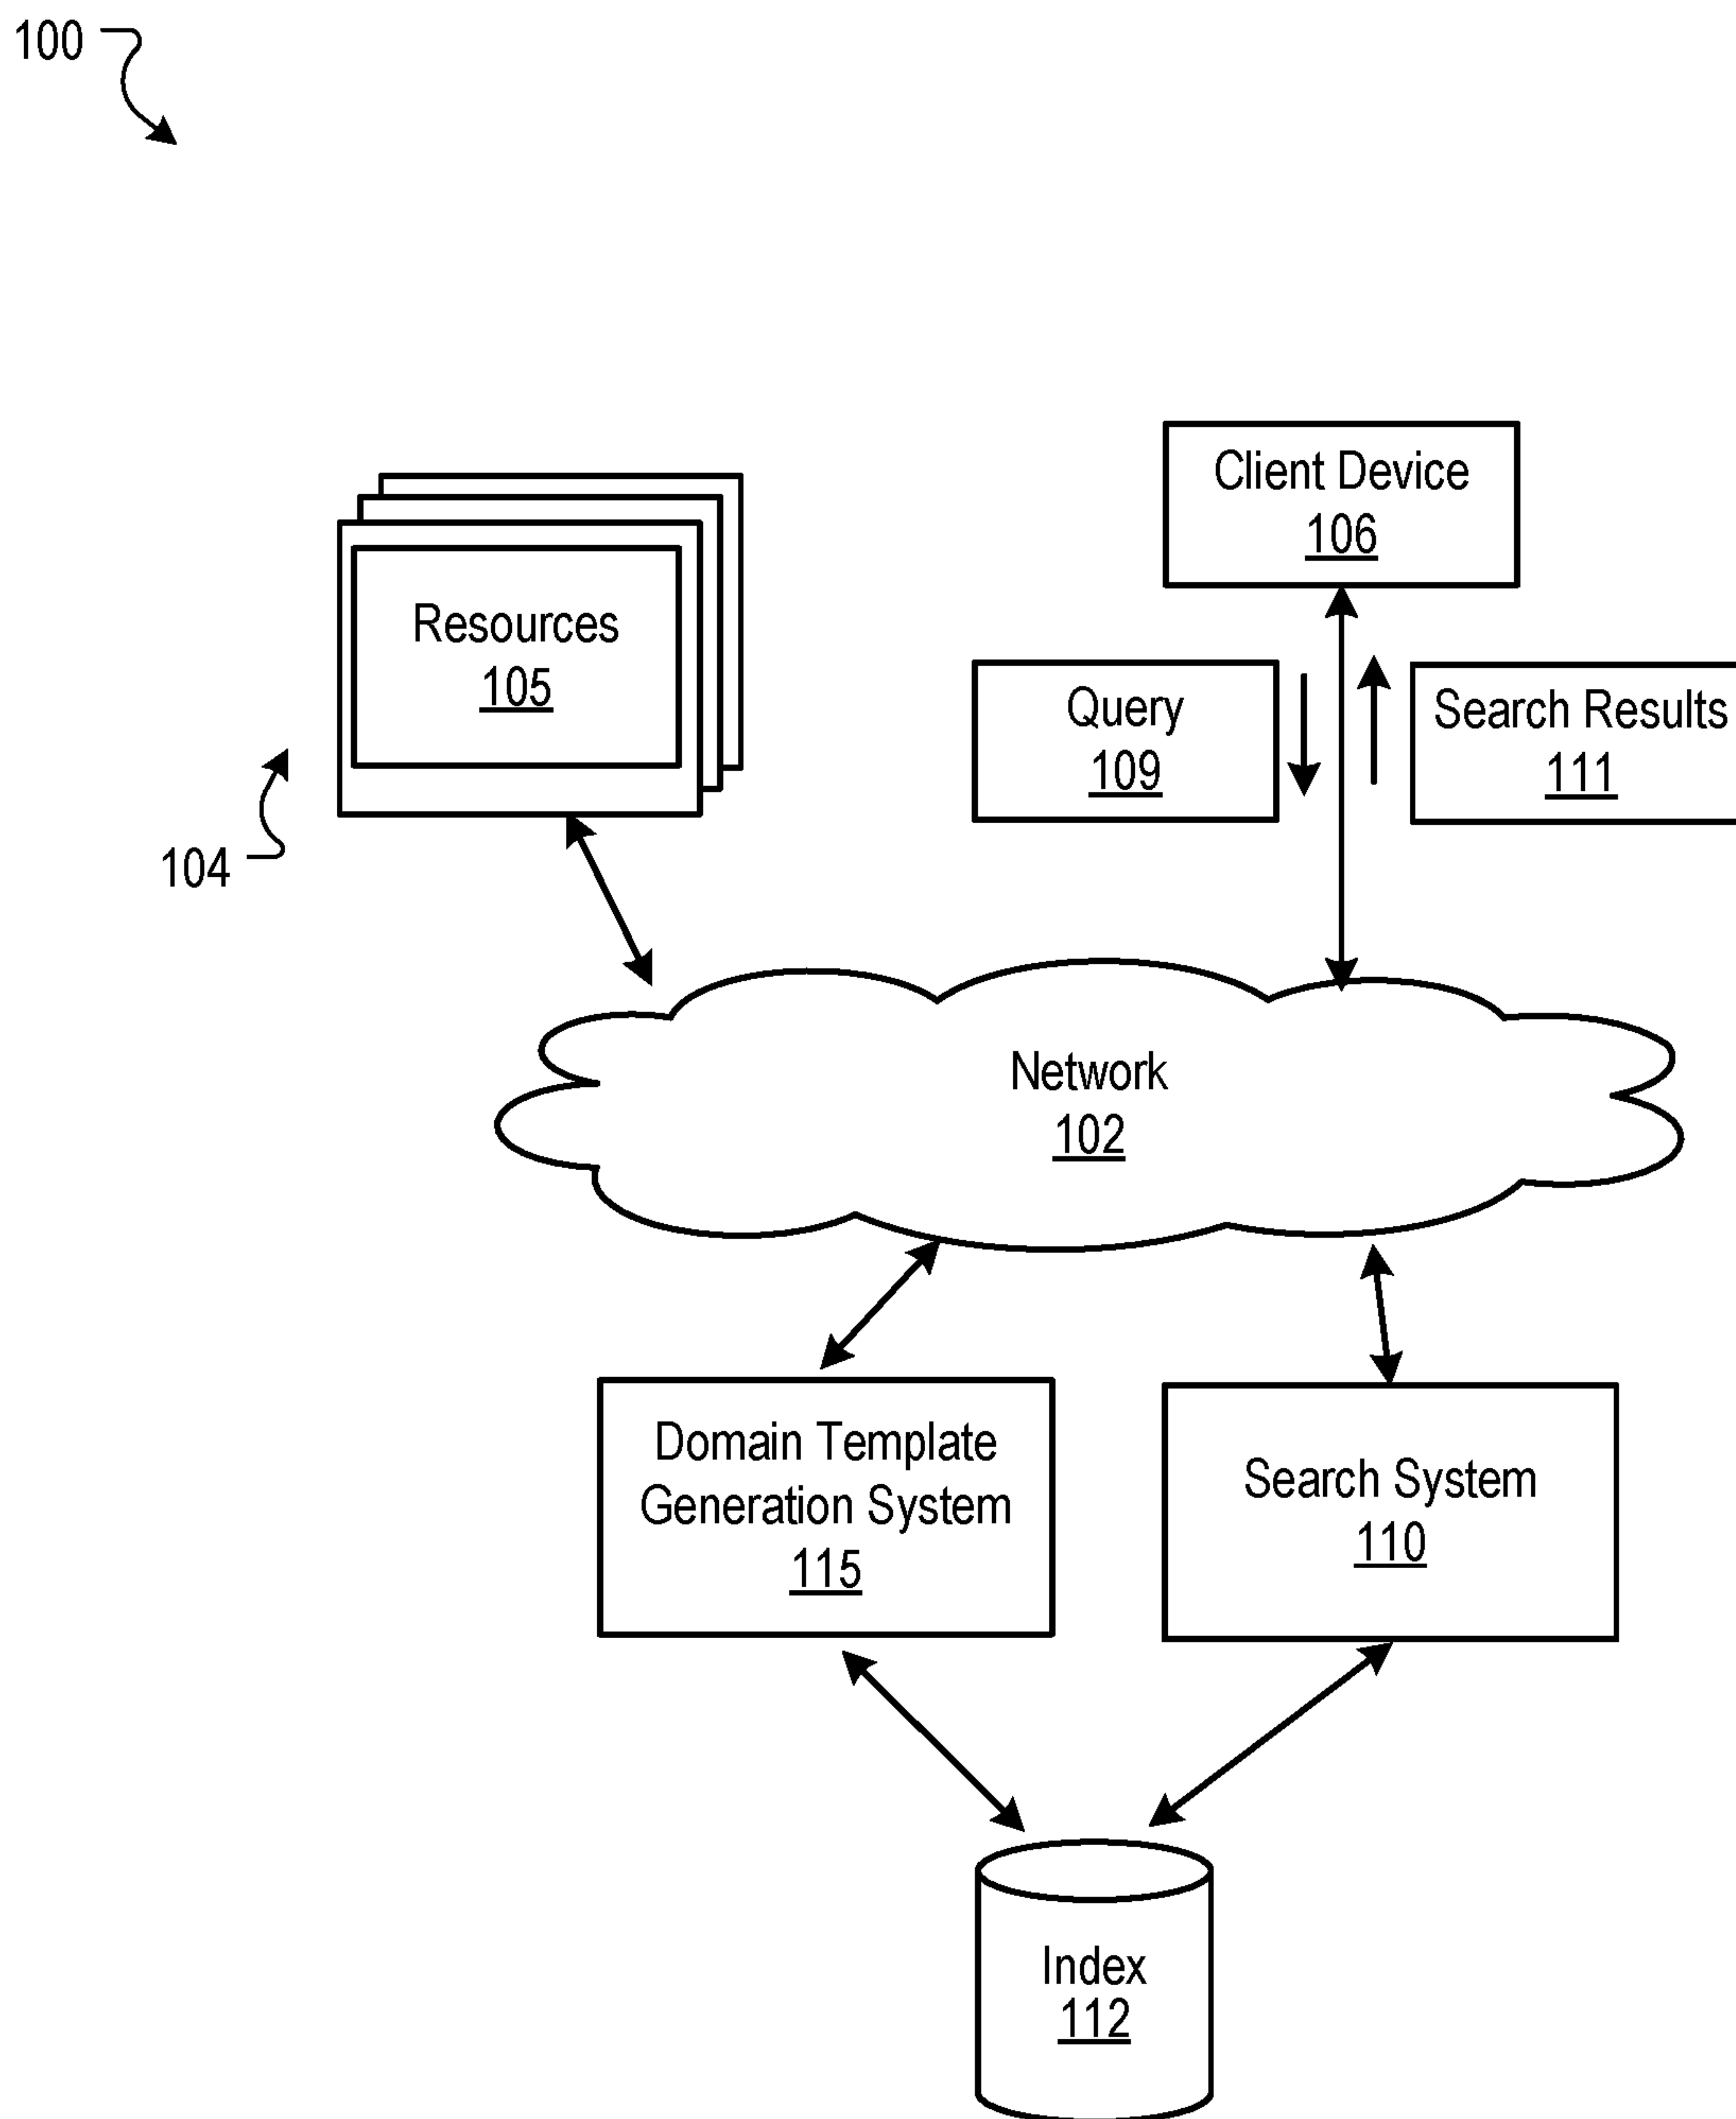 100
Client Device
106
Resources
105
Query
109
Search Results
111
104
Network
102
Domain Template
Generation System
115
Search System
110
Index
112